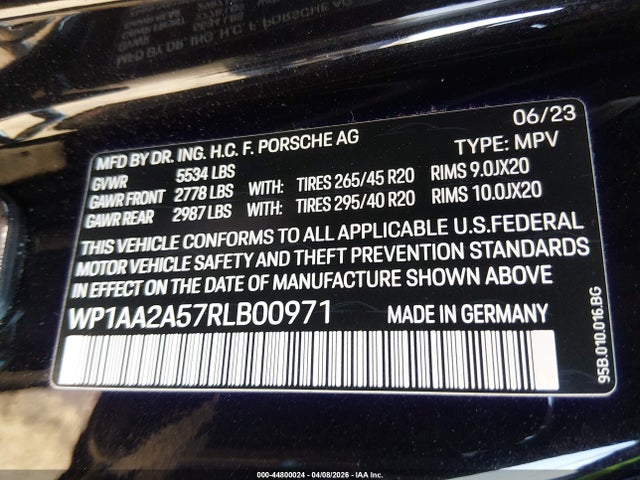 06/23
MFD BY DR. ING. H.C. F. PORSCHE AG
TYPE: MPV
GVWR 5534 LBS
GAWR FRONT 2778 LBS WITH: TIRES 265/45 R20 RIMS 9.0JX20
GAWR REAR 2987 LBS WITH: TIRES 295/40 R20 RIMS 10.0JX20
THIS VEHICLE CONFORMS TO ALL APPLICABLE U.S.FEDERAL
MOTOR VEHICLE SAFETY AND THEFT PREVENTION STANDARDS
IN EFFECT ON THE DATE OF MANUFACTURE SHOWN ABOVE
WP1AA2A57RLB00971 MADE IN GERMANY
95B.010.016.BG
000-44800024 - 04/08/2026 - IAA Inc.